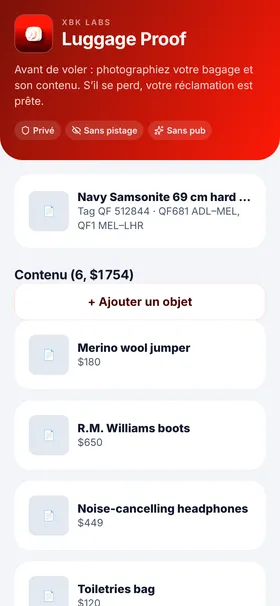 XBK LABS
Luggage Proof
Avant de voler : photographiez votre bagage et
son contenu. S'il se perd, votre réclamation est
prête.
Privé
Sans pistage
Sans pub
Navy Samsonite 69 cm hard ...
Tag QF 512844 · QF681 ADL–MEL,
QF1 MEL–LHR
Contenu (6, $1754)
+ Ajouter un objet
Merino wool jumper
$180
R.M. Williams boots
$650
Noise-cancelling headphones
$449
Toiletries bag
$120